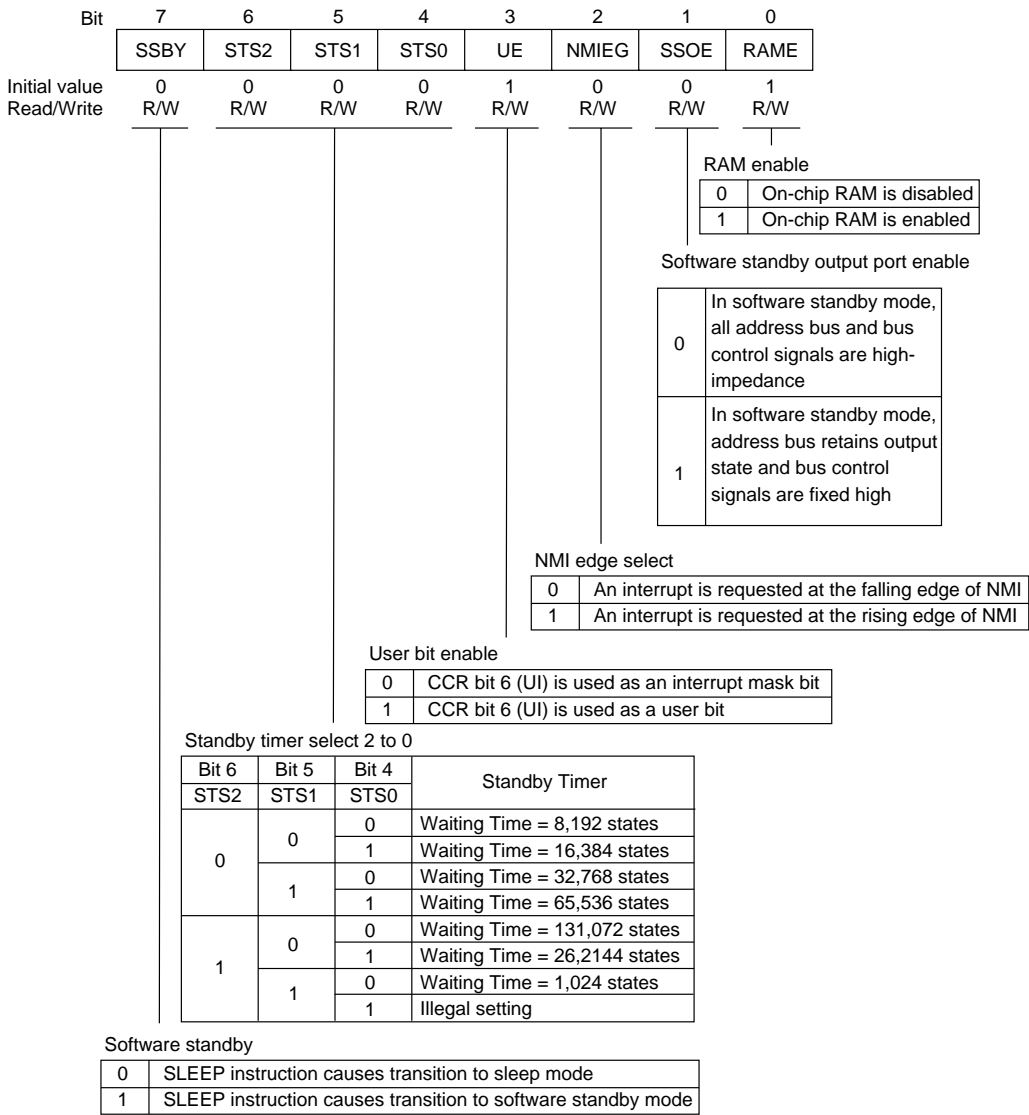 Bit 7 6 5 4 3 2 1 0
SSBY STS2 STS1 STS0 UE NMIEG SSOE RAME
Initial value 0 0 0 0 1 0 0 1
Read/Write R/W R/W R/W R/W R/W R/W R/W R/W
RAM enable
0 On-chip RAM is disabled
1 On-chip RAM is enabled
Software standby output port enable
In software standby mode,
all address bus and bus
0 control signals are high-
impedance
In software standby mode,
address bus retains output
1 state and bus control
signals are fixed high
NMI edge select
0 An interrupt is requested at the falling edge of NMI
1 An interrupt is requested at the rising edge of NMI
User bit enable
0 CCR bit 6 (UI) is used as an interrupt mask bit
1 CCR bit 6 (UI) is used as a user bit
Standby timer select 2 to 0
Bit 6 Bit 5 Bit 4 Standby Timer
STS2 STS1 STS0
0 0 0 Waiting Time = 8,192 states
1 Waiting Time = 16,384 states
1 0 Waiting Time = 32,768 states
1 Waiting Time = 65,536 states
1 0 0 Waiting Time = 131,072 states
1 Waiting Time = 26,2144 states
1 0 Waiting Time = 1,024 states
1 Illegal setting
Software standby
0 SLEEP instruction causes transition to sleep mode
1 SLEEP instruction causes transition to software standby mode